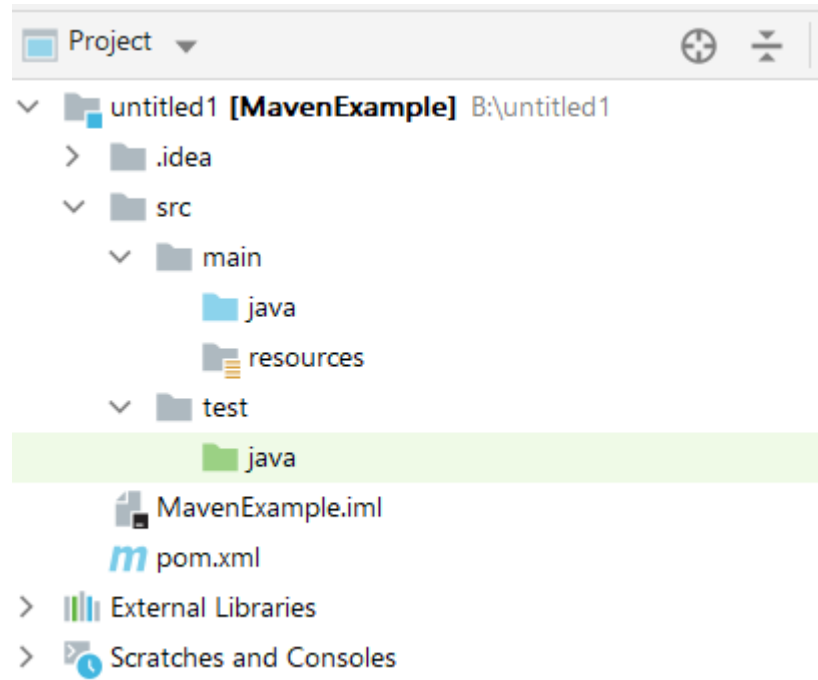 Project
untitled1 [MavenExample] B:\untitled1
.idea
src
main
java
resources
test
java
MavenExample.iml
m pom.xml
External Libraries
Scratches and Consoles